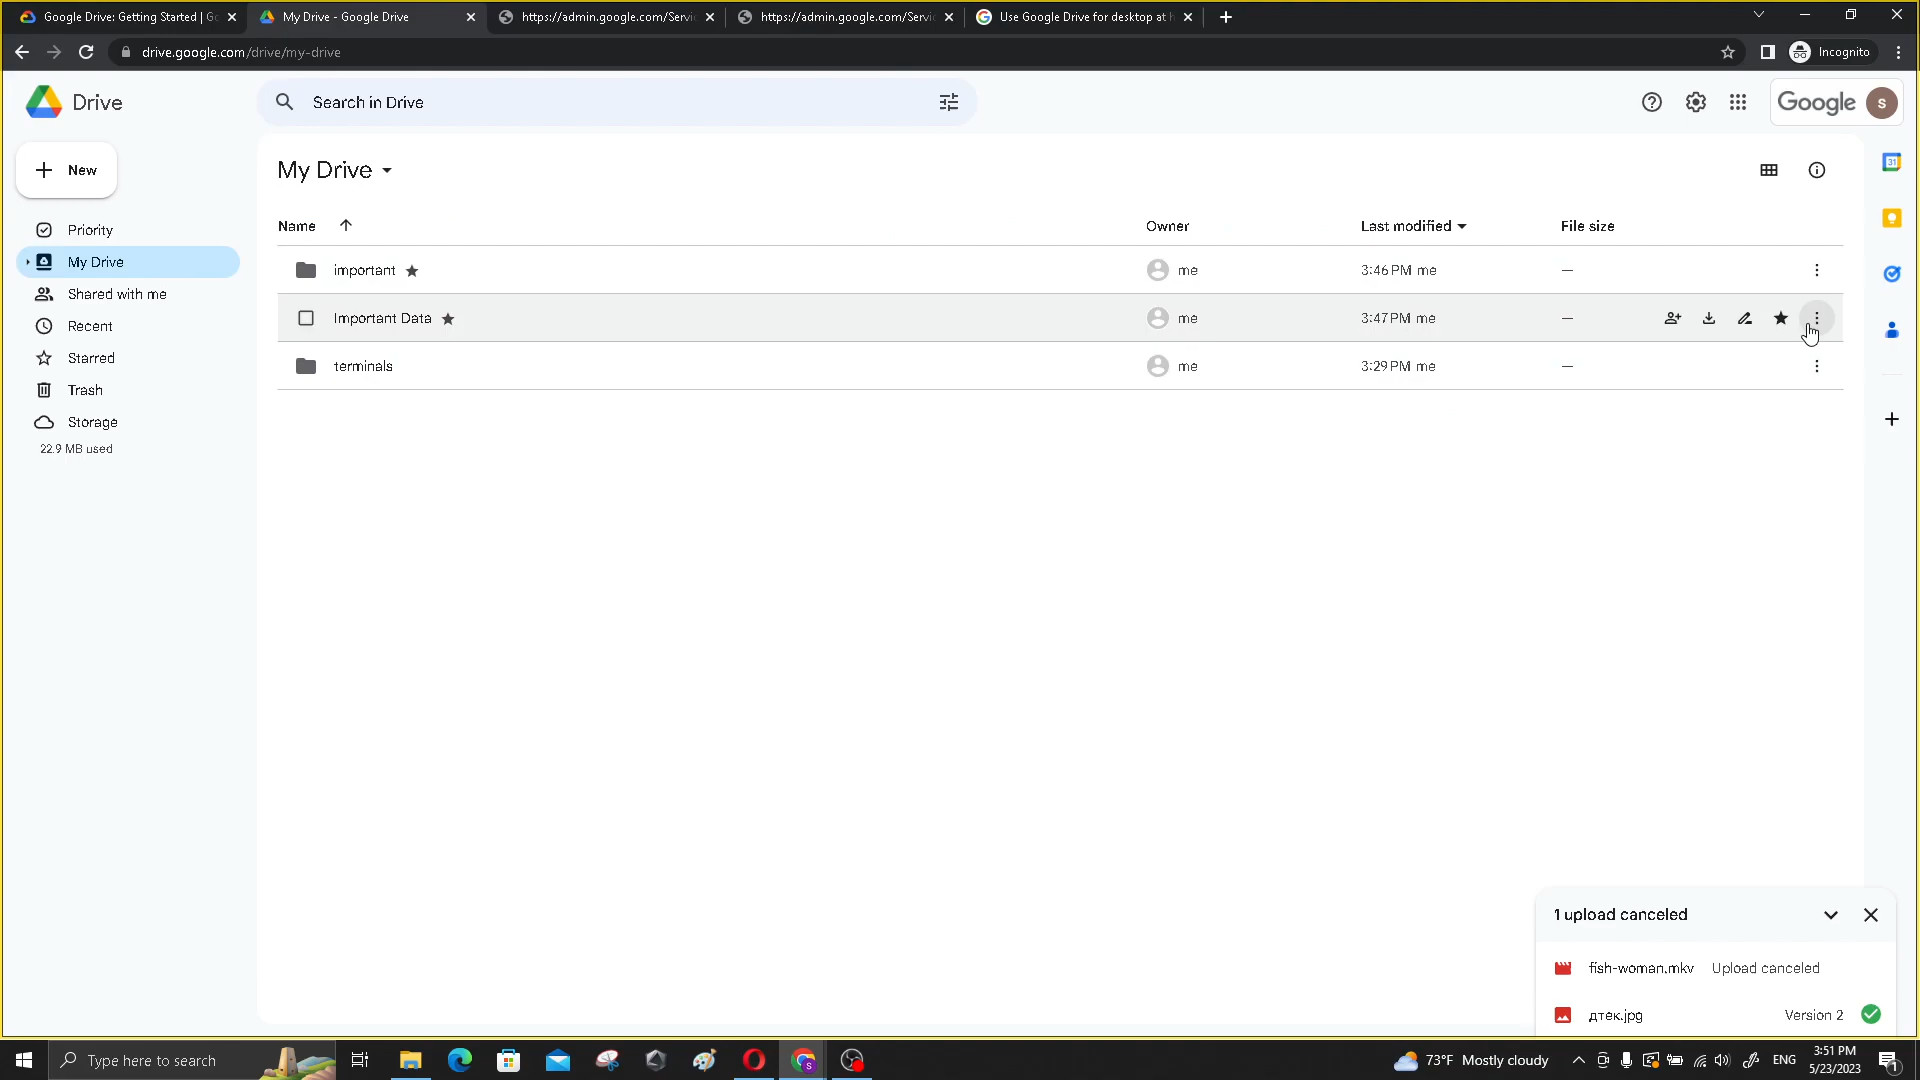 Google Drive: Getting Started | Go
My Drive - Google Drive
https://admin.google.com/Servi
https://admin.google.com/Servic
Use Google Drive for desktop at h
drive.google.com/drive/my-drive
Incognito
Drive
Search in Drive
Google
s
New
My Drive
31
Priority
Name
Owner
Last modified
File size
My Drive
important
me
3:46 PM me
—
Shared with me
Important Data
me
3:47 PM me
—
Recent
Starred
terminals
me
3:29 PM me
—
Trash
Storage
22.9 MB used
1 upload canceled
fish-woman.mkv Upload canceled
дтек.jpg Version 2
Type here to search
73°F Mostly cloudy
ENG
3:51 PM
5/23/2023
1